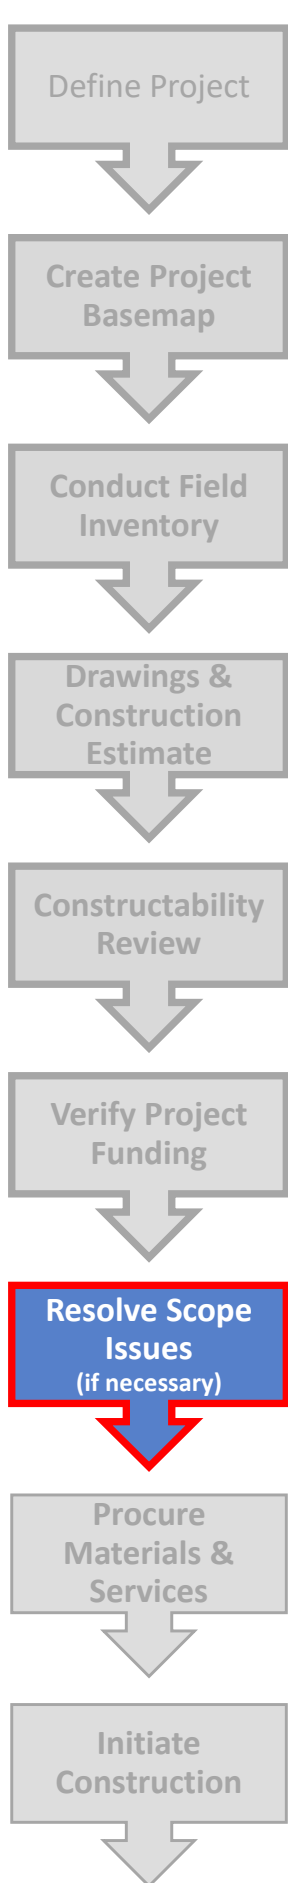 Define Project
Create Project
Basemap
Conduct Field
Inventory
Drawings &
Construction
Estimate
Constructability
Review
Verify Project
Funding
Resolve Scope
Issues
(if necessary)
Procure
Materials &
Services
Initiate
Construction